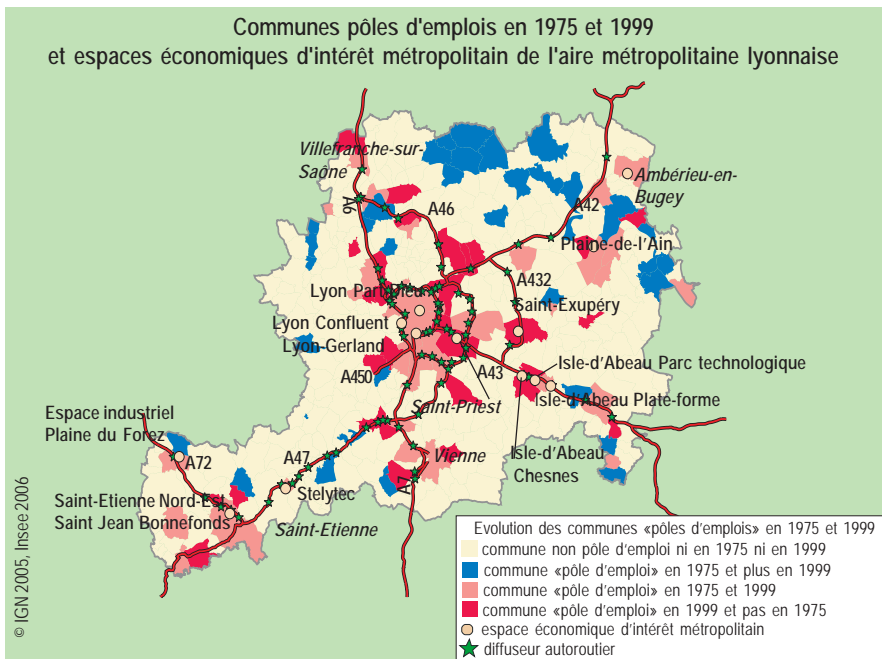 Communes pôles d'emplois en 1975 et 1999
et espaces économiques d'intérêt métropolitain de l'aire métropolitaine lyonnaise
Villefranche-sur-
Saône
Ambérieu-en-
Bugey
A6
A46
A42
Plaine-de-l'Ain
A432
Lyon Part-Dieu
Saint-Exupéry
Lyon Confluent
Lyon-Gerland
A450
A43
Isle-d'Abeau Parc technologique
Isle-d'Abeau Plate-forme
Saint-Priest
Espace industriel
Plaine du Forez
A72
A47
Vienne
Isle-d'Abeau
Chesnes
A7
Saint-Etienne Nord-Est
Saint Jean Bonnefonds
Stelytec
Saint-Etienne
Evolution des communes «pôles d'emplois» en 1975 et 1999
commune non pôle d'emploi ni en 1975 ni en 1999
commune «pôle d'emploi» en 1975 et plus en 1999
commune «pôle d'emploi» en 1975 et 1999
commune «pôle d'emploi» en 1999 et pas en 1975
espace économique d'intérêt métropolitain
diffuseur autoroutier
© IGN 2005, Insee 2006